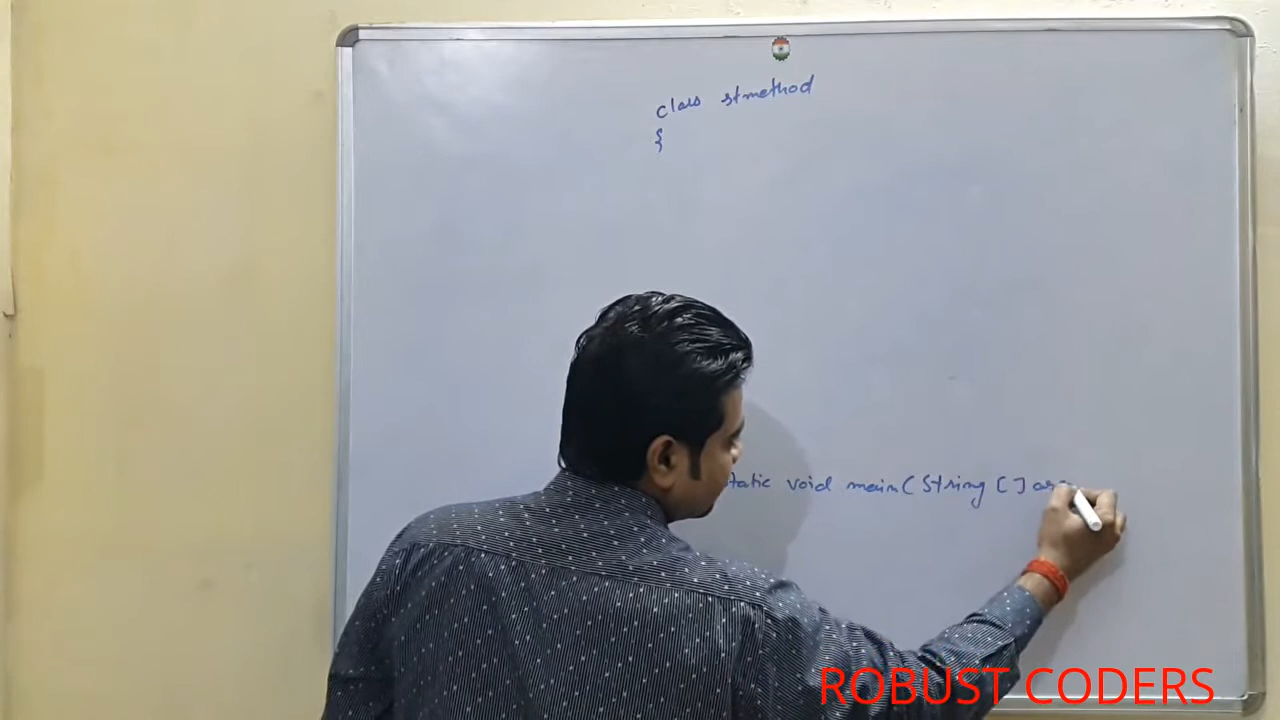 class stmethod
{
tatic void main( String [ ] ar
ROBUST CODERS